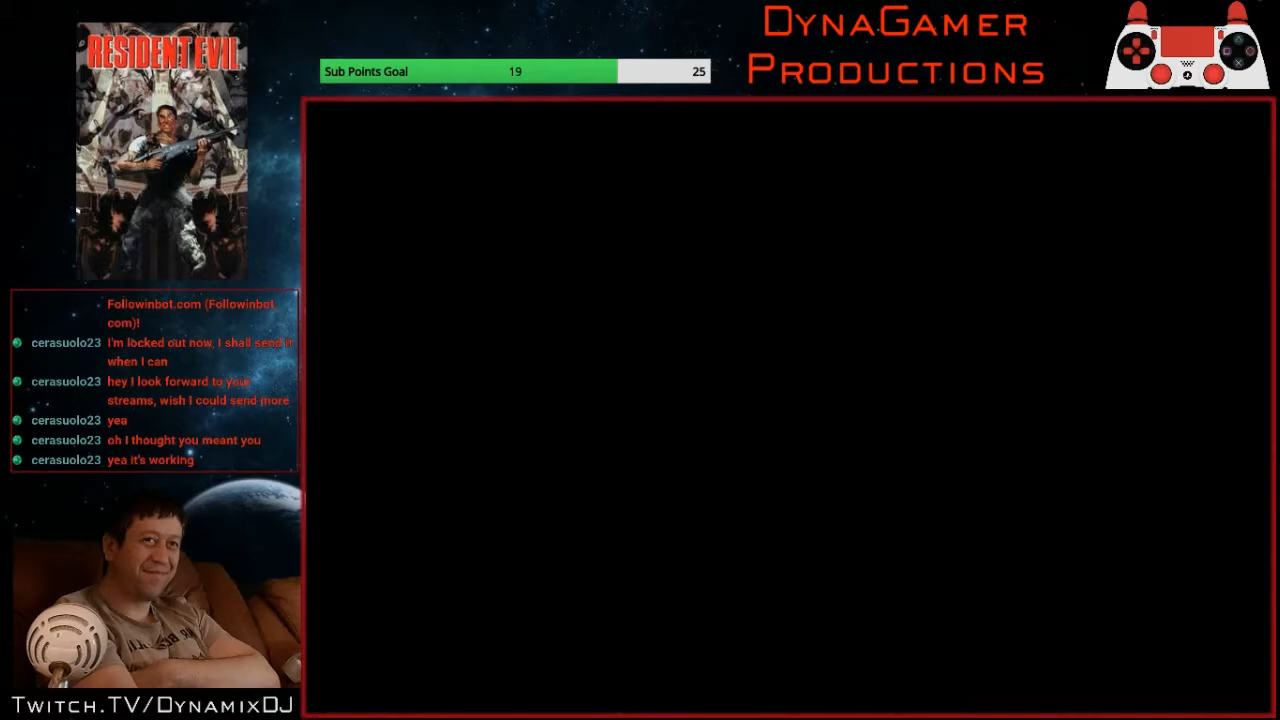 RESIDENT EVIL
Sub Points Goal 19 25
DynaGamer
Productions
Followinbot.com (Followinbot
com)!
cerasuolo23 I'm locked out now, I shall send it
when I can
cerasuolo23 hey I look forward to your
streams, wish I could send more
cerasuolo23 yea
cerasuolo23 oh I thought you meant you
cerasuolo23 yea it's working
Twitch.TV/DynamixDJ